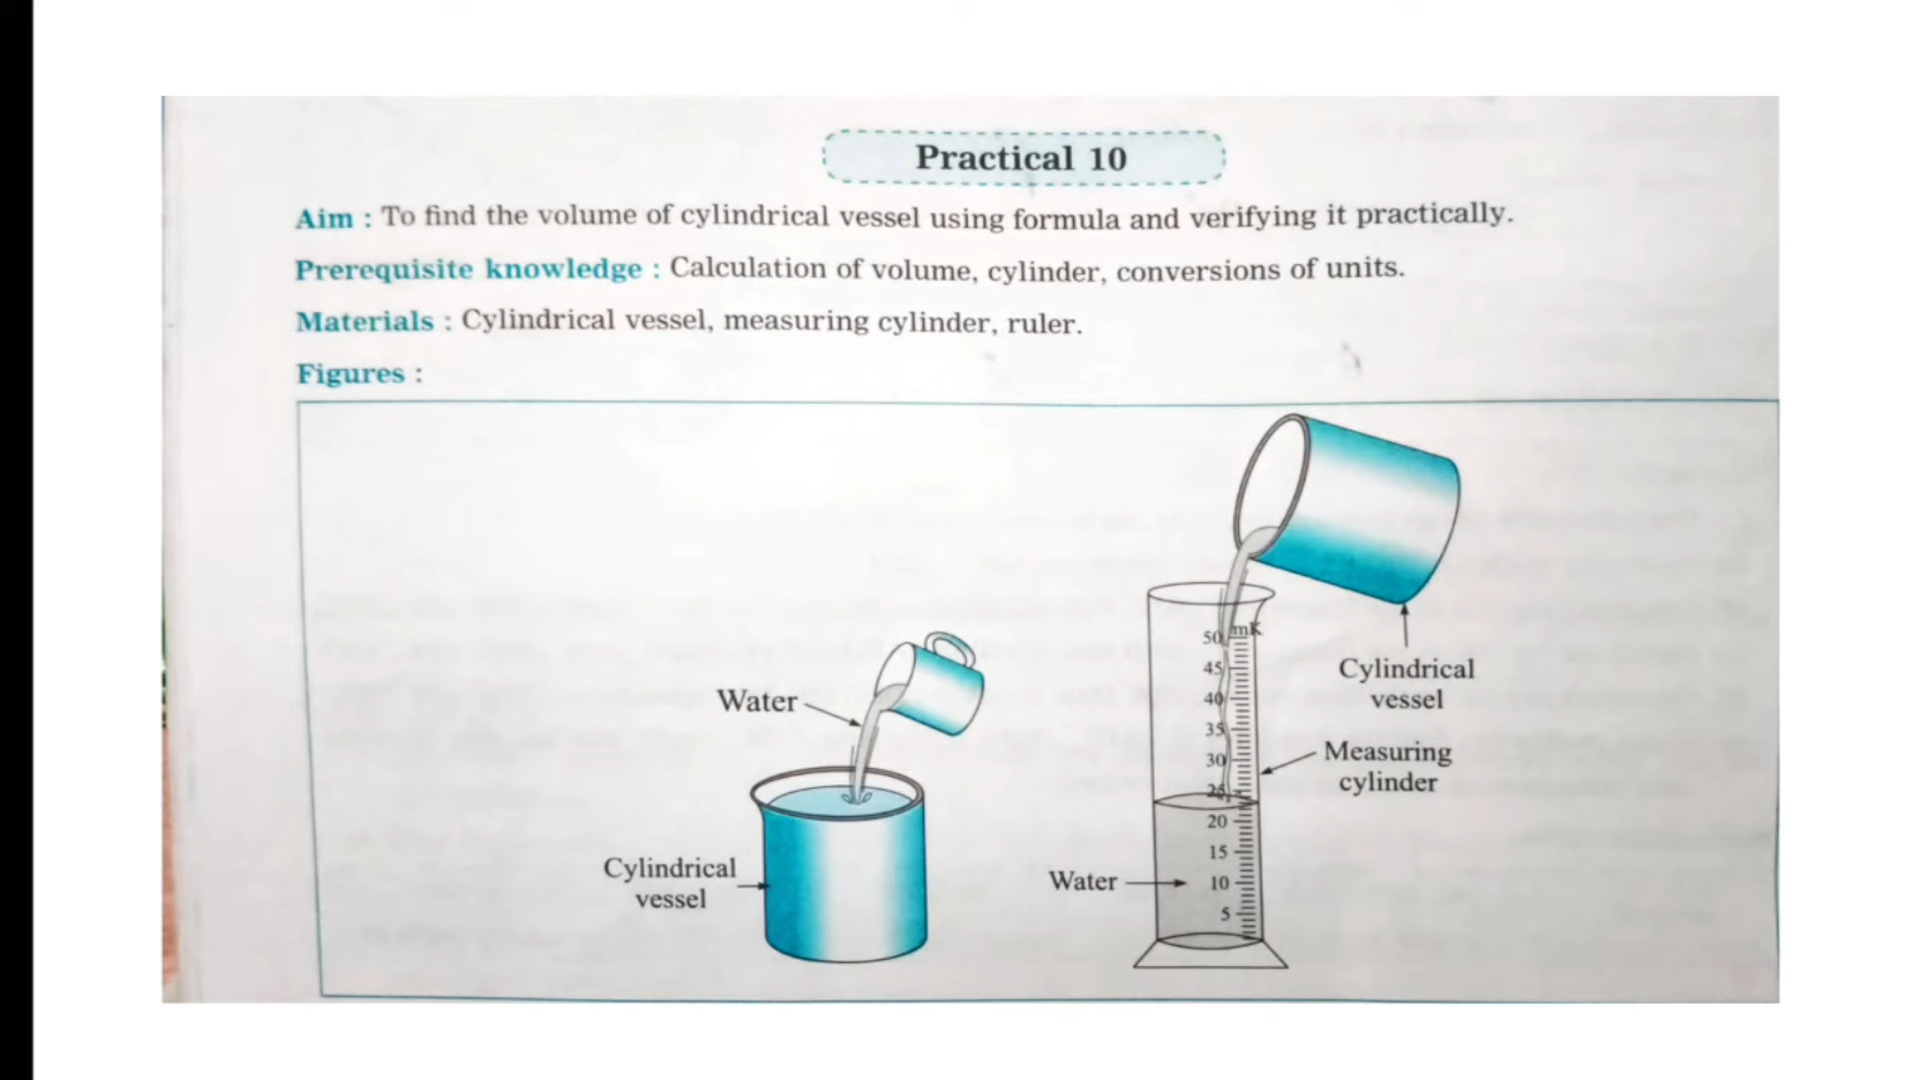 Practical 10
Aim : To find the volume of cylindrical vessel using formula and verifying it practically.
Prerequisite knowledge : Calculation of volume, cylinder, conversions of units.
Materials : Cylindrical vessel, measuring cylinder, ruler.
Figures :
Water
Cylindrical
vessel
50
45
40
35
30
25
20
15
10
5
Cylindrical
vessel
Measuring
cylinder
Water